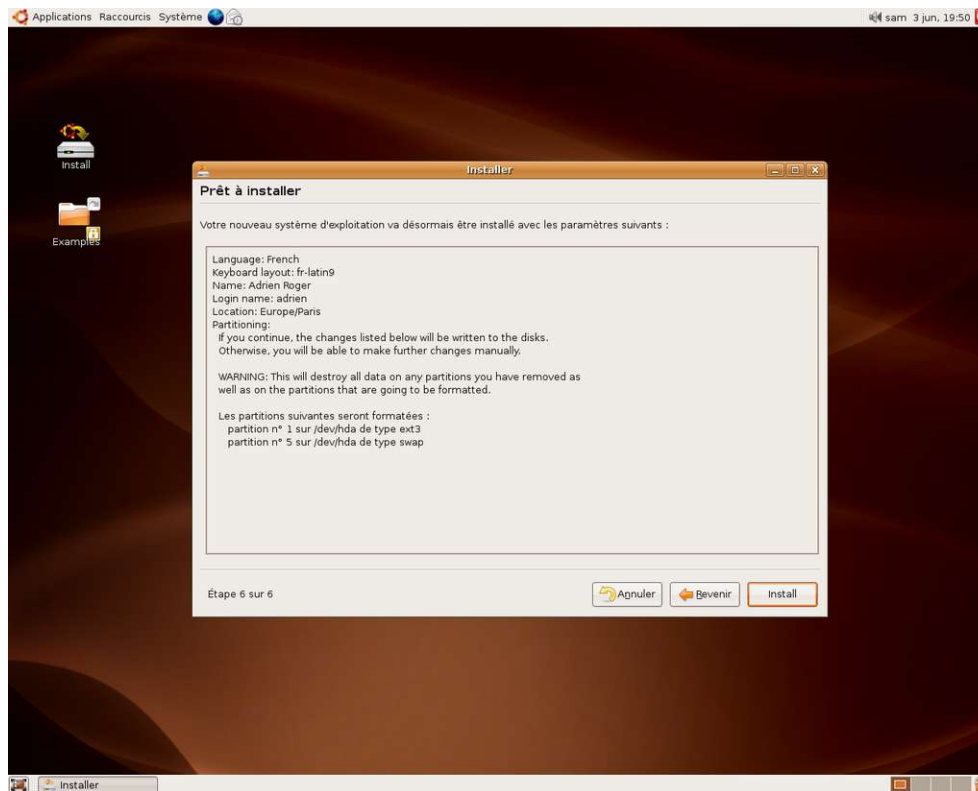 Applications Raccourcis Système
sam 3 jun, 19:50
Install
Examples
Installer
Prêt à installer
Votre nouveau système d'exploitation va désormais être installé avec les paramètres suivants :
Language: French
Keyboard layout: fr-latin9
Name: Adrien Roger
Login name: adrien
Location: Europe/Paris
Partitioning:
If you continue, the changes listed below will be written to the disks.
Otherwise, you will be able to make further changes manually.
WARNING: This will destroy all data on any partitions you have removed as
well as on the partitions that are going to be formatted.
Les partitions suivantes seront formatées :
partition n° 1 sur /dev/hda de type ext3
partition n° 5 sur /dev/hda de type swap
Étape 6 sur 6
Annuler
Revenir
Install
Installer